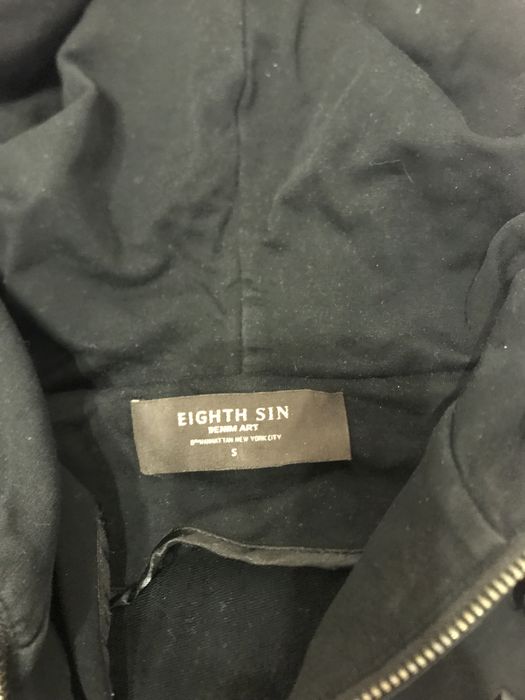 EIGHTH SIN
DENIM ART
MANHATTAN NEW YORK CITY
S